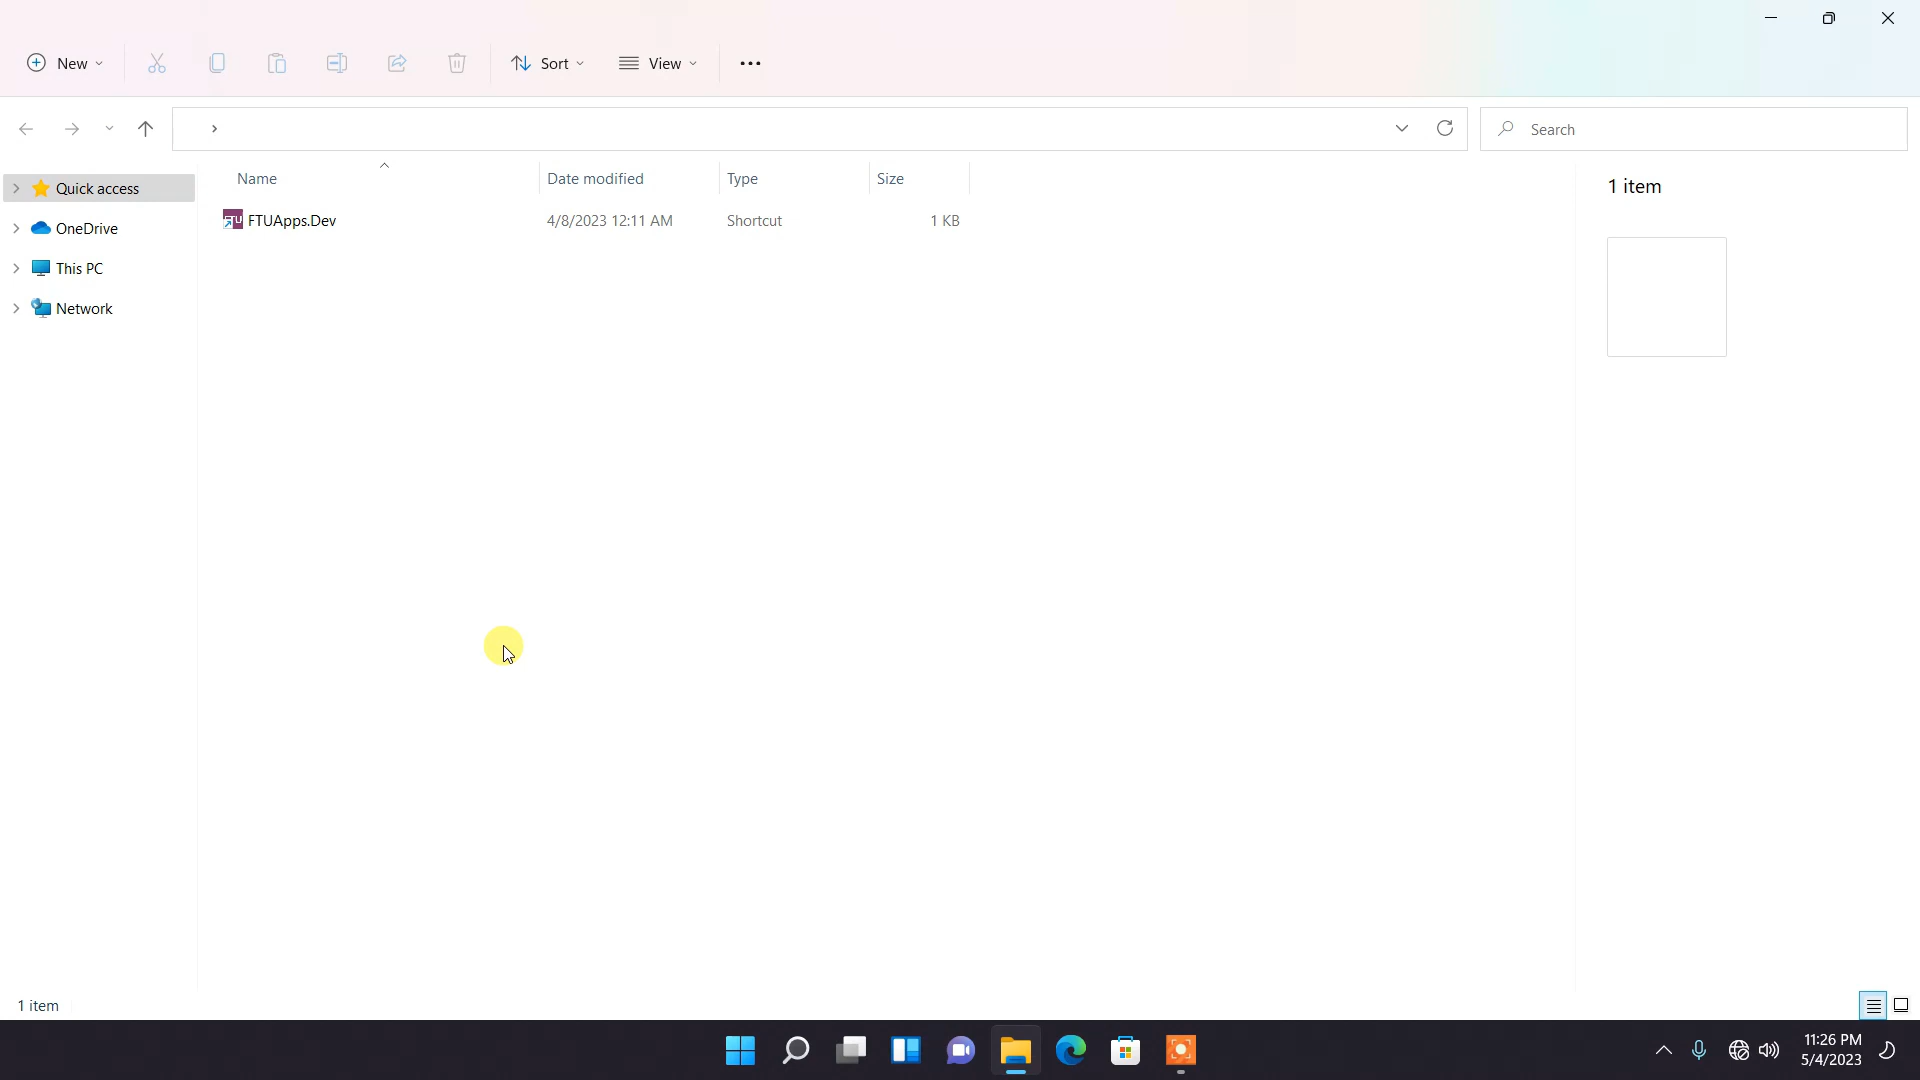 New
Sort
View
Search
Name
Date modified
Type
Size
1 item
Quick access
OneDrive
This PC
Network
FTU FTUApps.Dev
4/8/2023 12:11 AM
Shortcut
1 KB
1 item
11:26 PM
5/4/2023